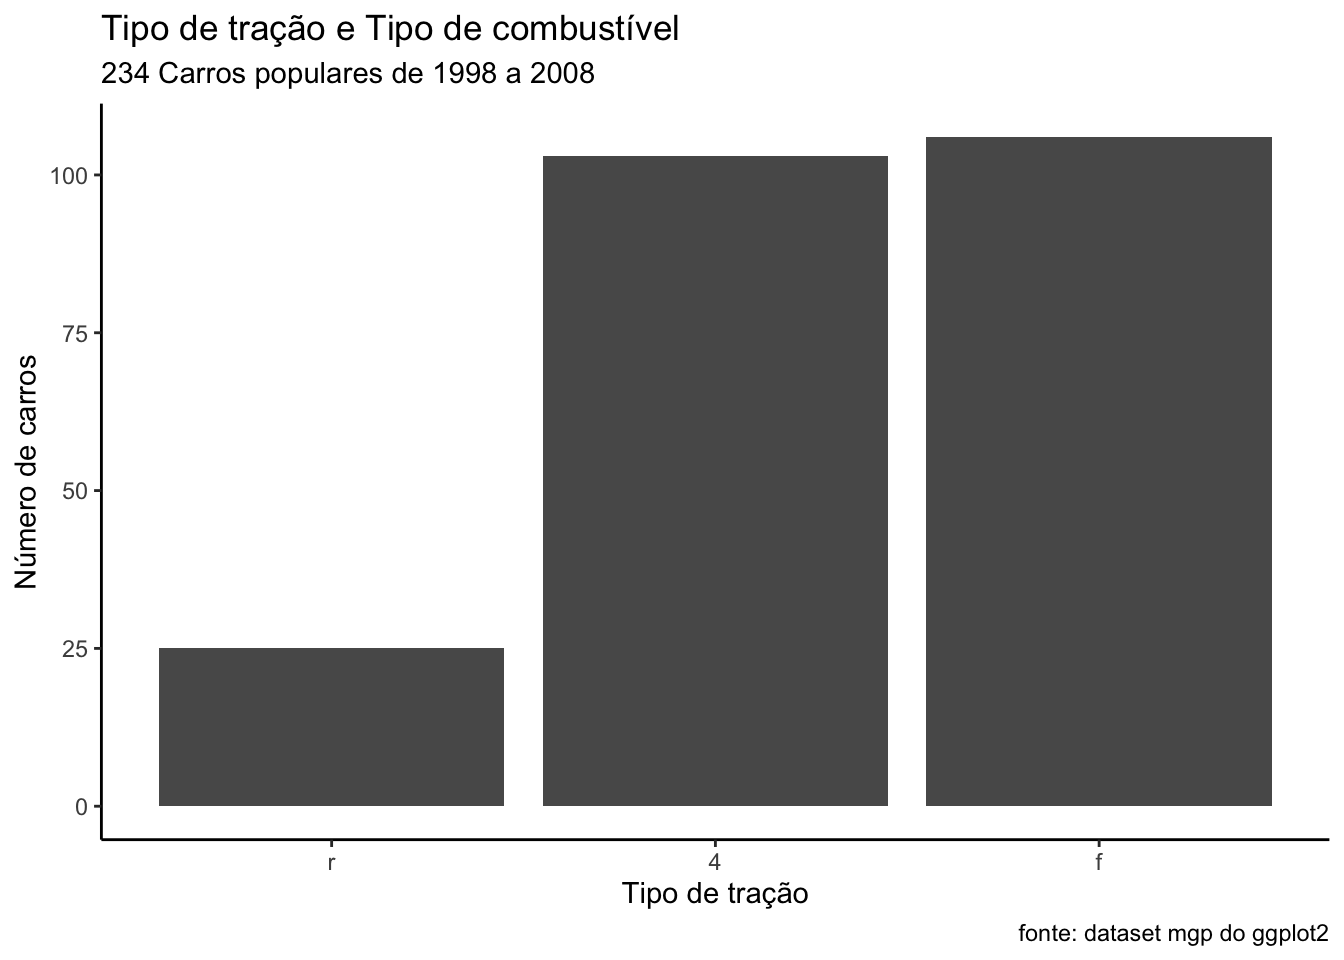 Tipo de tração e Tipo de combustível
234 Carros populares de 1998 a 2008
Número de carros
100
75
50
25
0
r
4
f
Tipo de tração
fonte: dataset mgp do ggplot2